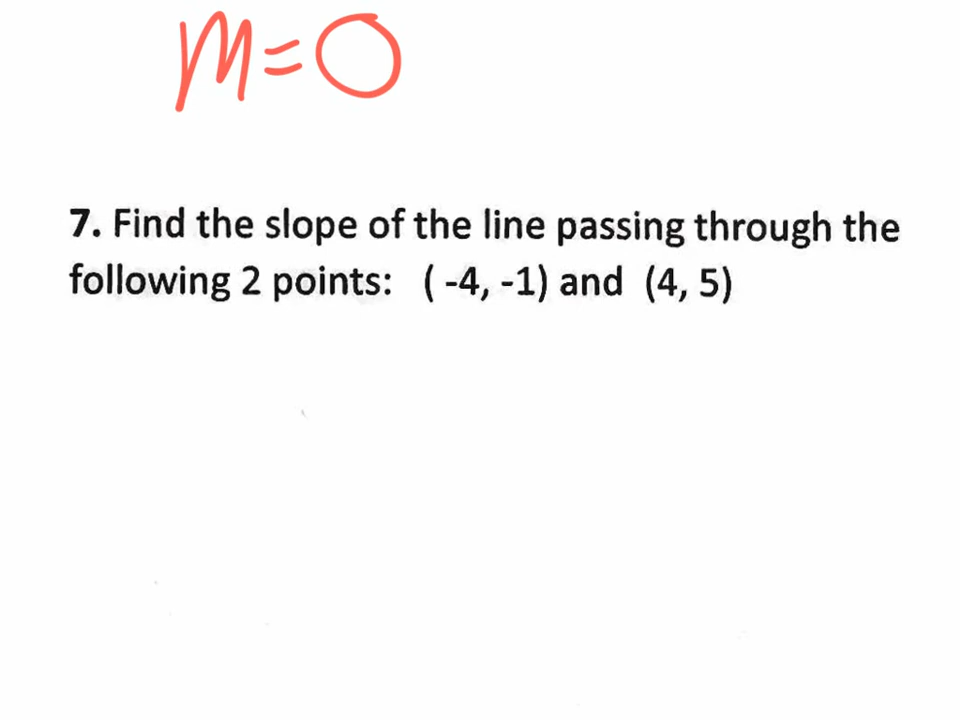 m=0
7. Find the slope of the line passing through the
following 2 points: ( -4, -1) and (4, 5)